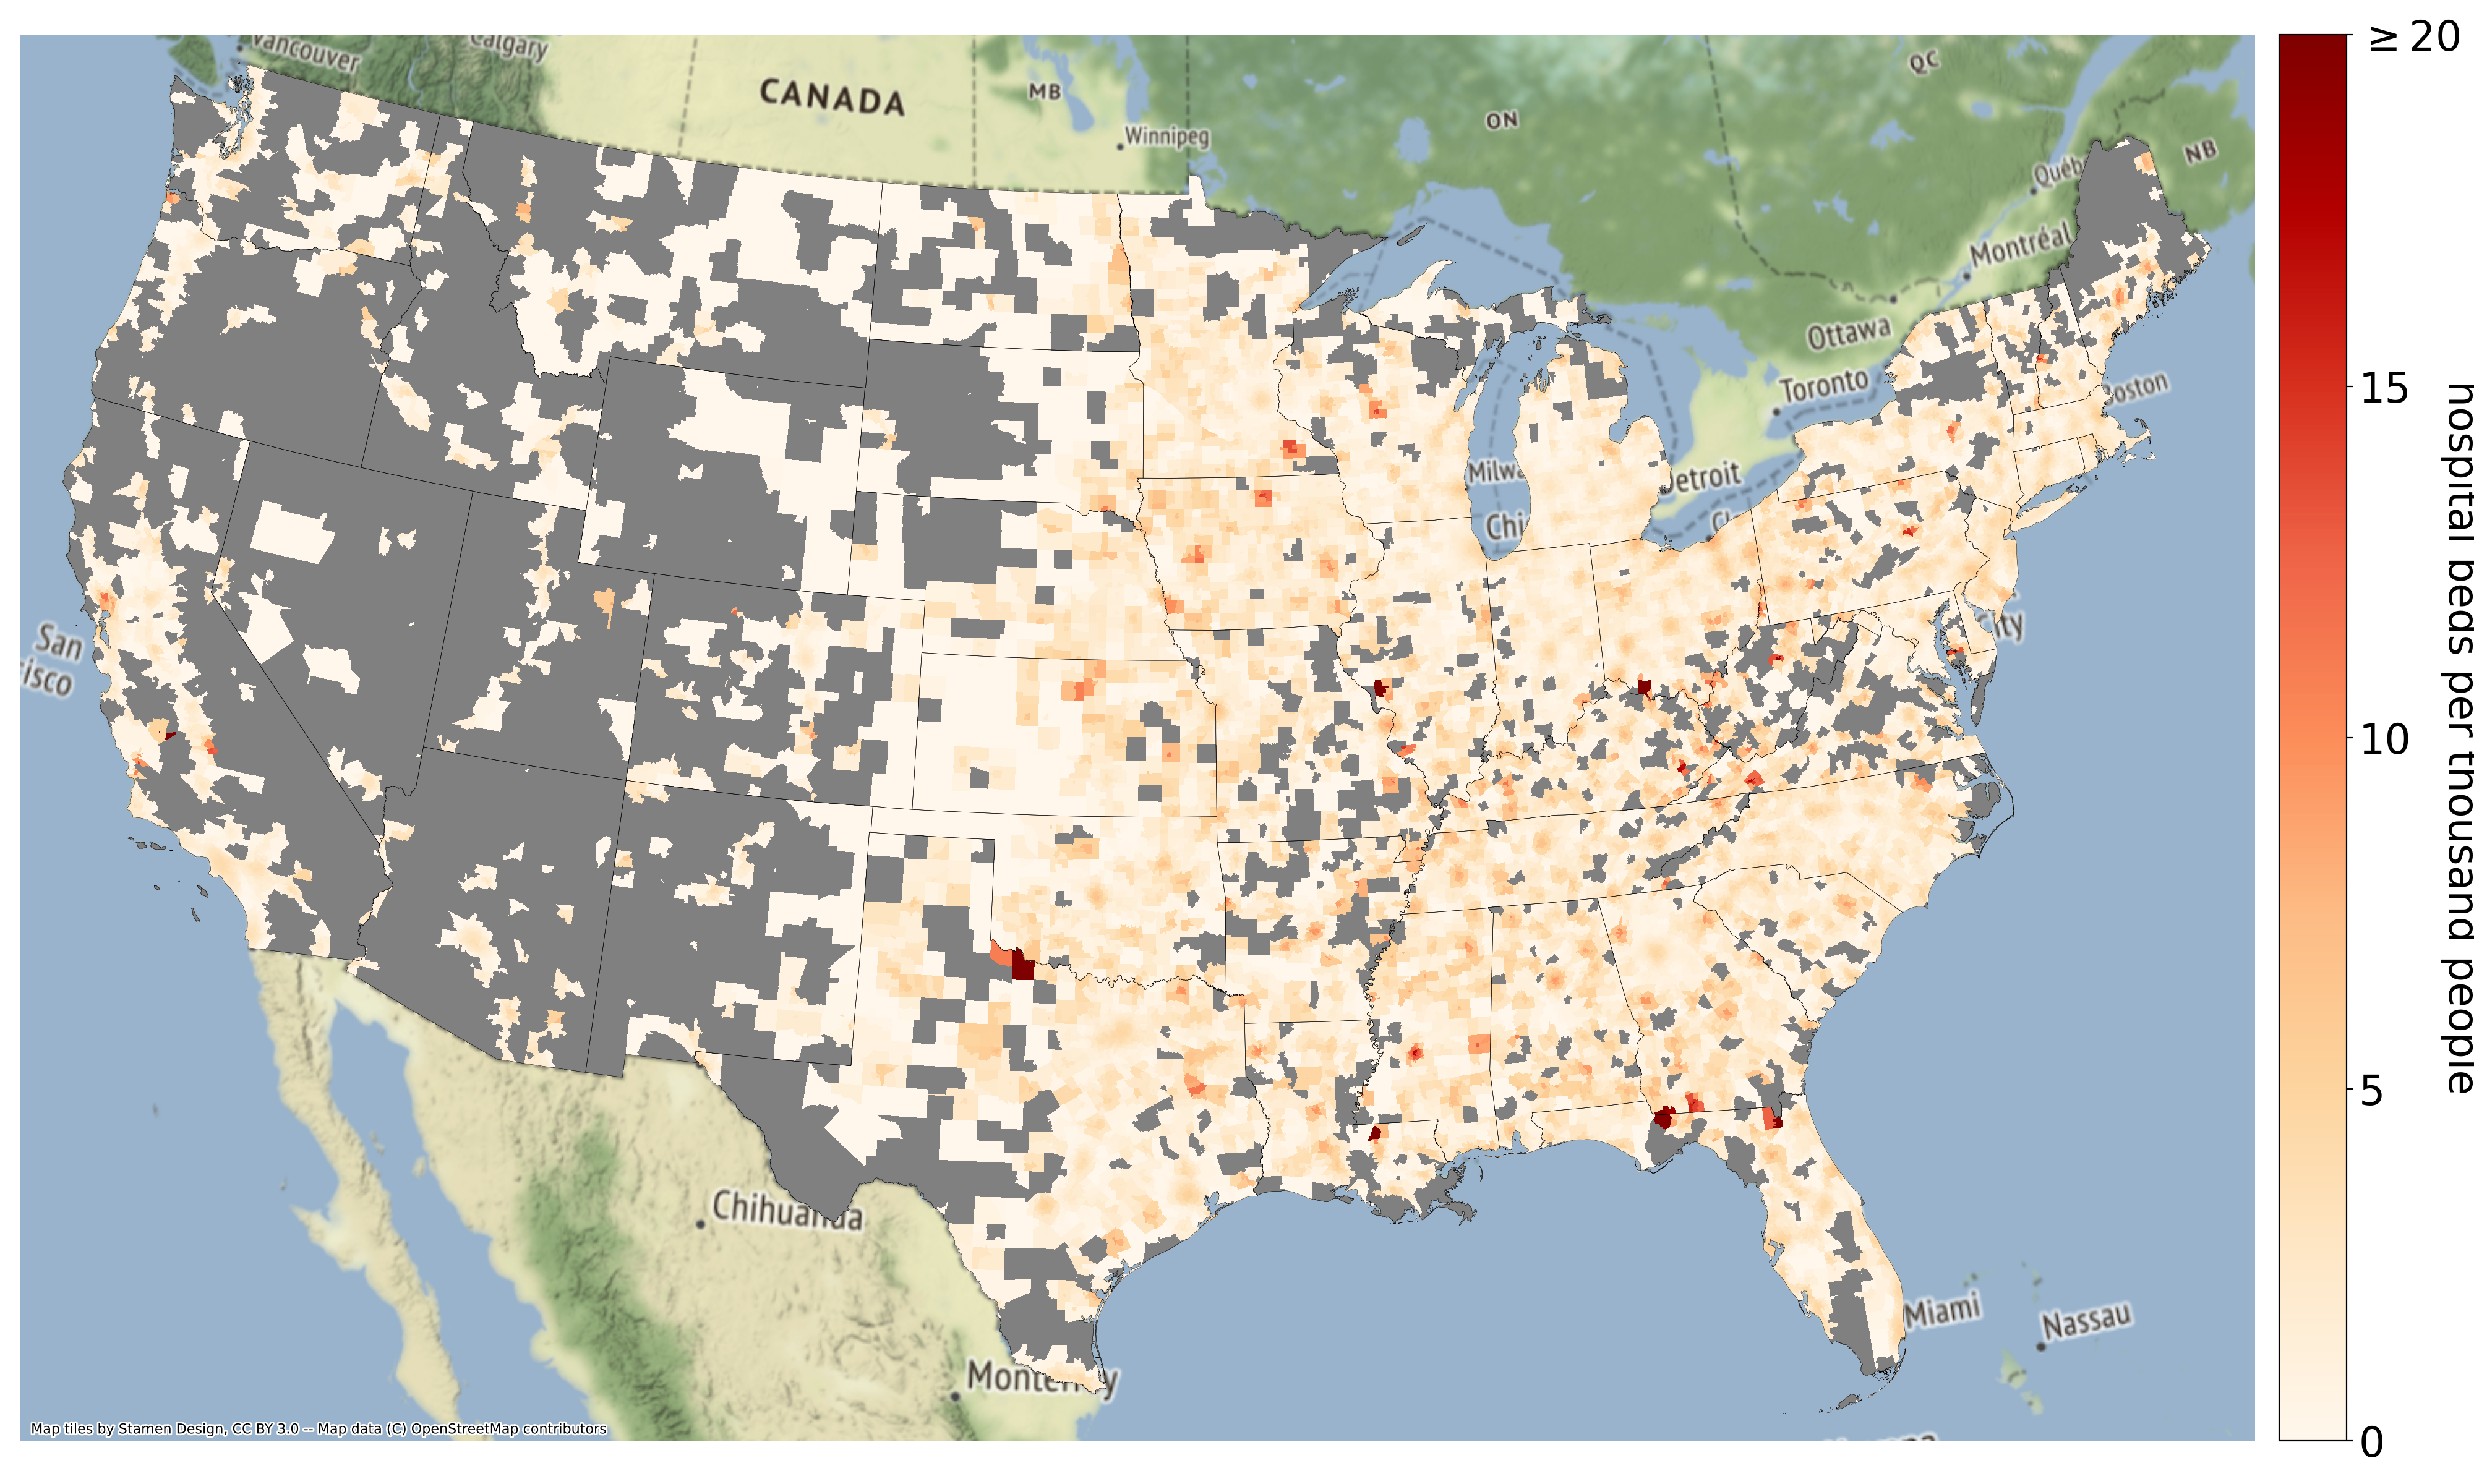 ≥ 20
Vancouver
Calgary
CANADA
MB
QC
ON
Winnipeg
NB
Québ
Montréal
Ottawa
Toronto
Boston
Milwa
Detroit
Chi
Cl
San
isco
City
15
10
5
0
hospital beds per thousand people
Chihuahua
Monterrey
Miami
Nassau
Map tiles by Stamen Design, CC BY 3.0 -- Map data (C) OpenStreetMap contributors